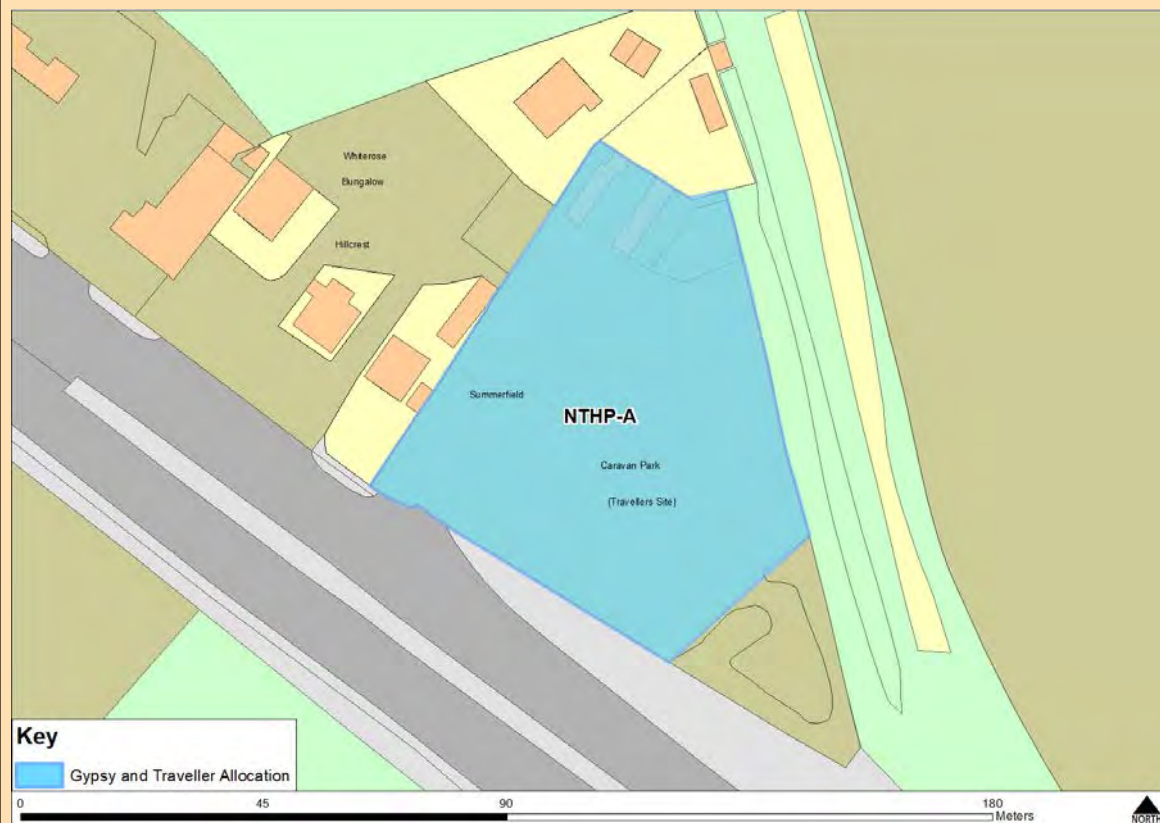 Whiterose
Bungalow
Hillcrest
Summerfield
NTHP-A
Caravan Park
(Travellers Site)
Key
Gypsy and Traveller Allocation
0 45 90 180
Meters
NORTH